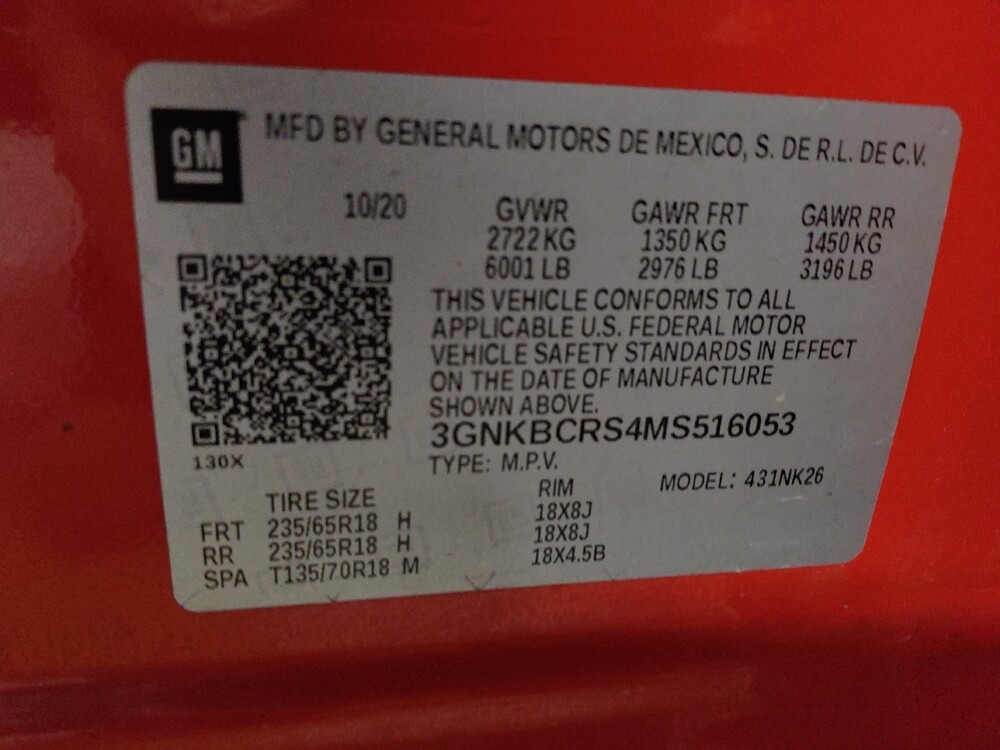 GM
MFD BY GENERAL MOTORS DE MEXICO, S. DE R.L. DE C.V.
10/20 GVWR GAWR FRT GAWR RR
2722 KG 1350 KG 1450 KG
6001 LB 2976 LB 3196 LB
THIS VEHICLE CONFORMS TO ALL
APPLICABLE U.S. FEDERAL MOTOR
VEHICLE SAFETY STANDARDS IN EFFECT
ON THE DATE OF MANUFACTURE
SHOWN ABOVE.
3GNKBCRS4MS516053
130X
TYPE: M.P.V. MODEL: 431NK26
TIRE SIZE RIM
FRT 235/65R18 H 18X8J
RR 235/65R18 H 18X8J
SPA T135/70R18 M 18X4.5B